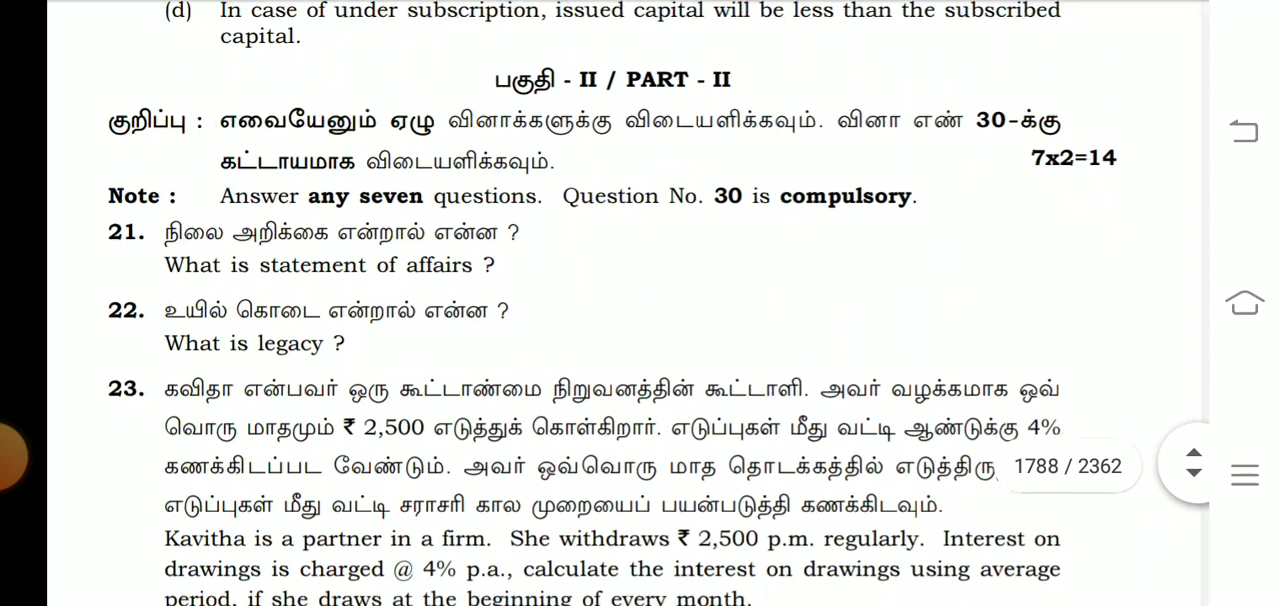 (d) In case of under subscription, issued capital will be less than the subscribed
capital.
பகுதி - II / PART - II
குறிப்பு : எவையேனும் ஏழு வினாக்களுக்கு விடையளிக்கவும். வினா எண் 30-க்கு
கட்டாயமாக விடையளிக்கவும். 7x2=14
Note : Answer any seven questions. Question No. 30 is compulsory.
21. நிலை அறிக்கை என்றால் என்ன ?
What is statement of affairs ?
22. உயில் கொடை என்றால் என்ன ?
What is legacy ?
23. கவிதா என்பவர் ஒரு கூட்டாண்மை நிறுவனத்தின் கூட்டாளி. அவர் வழக்கமாக ஒவ்
வொரு மாதமும் ₹ 2,500 எடுத்துக் கொள்கிறார். எடுப்புகள் மீது வட்டி ஆண்டுக்கு 4%
கணக்கிடப்பட வேண்டும். அவர் ஒவ்வொரு மாத தொடக்கத்தில் 1788 / 2362
எடுப்புகள் மீது வட்டி சராசரி கால முறையைப் பயன்படுத்தி கணக்கிடவும்.
Kavitha is a partner in a firm. She withdraws ₹ 2,500 p.m. regularly. Interest on
drawings is charged @ 4% p.a., calculate the interest on drawings using average
period, if she draws at the beginning of every month.